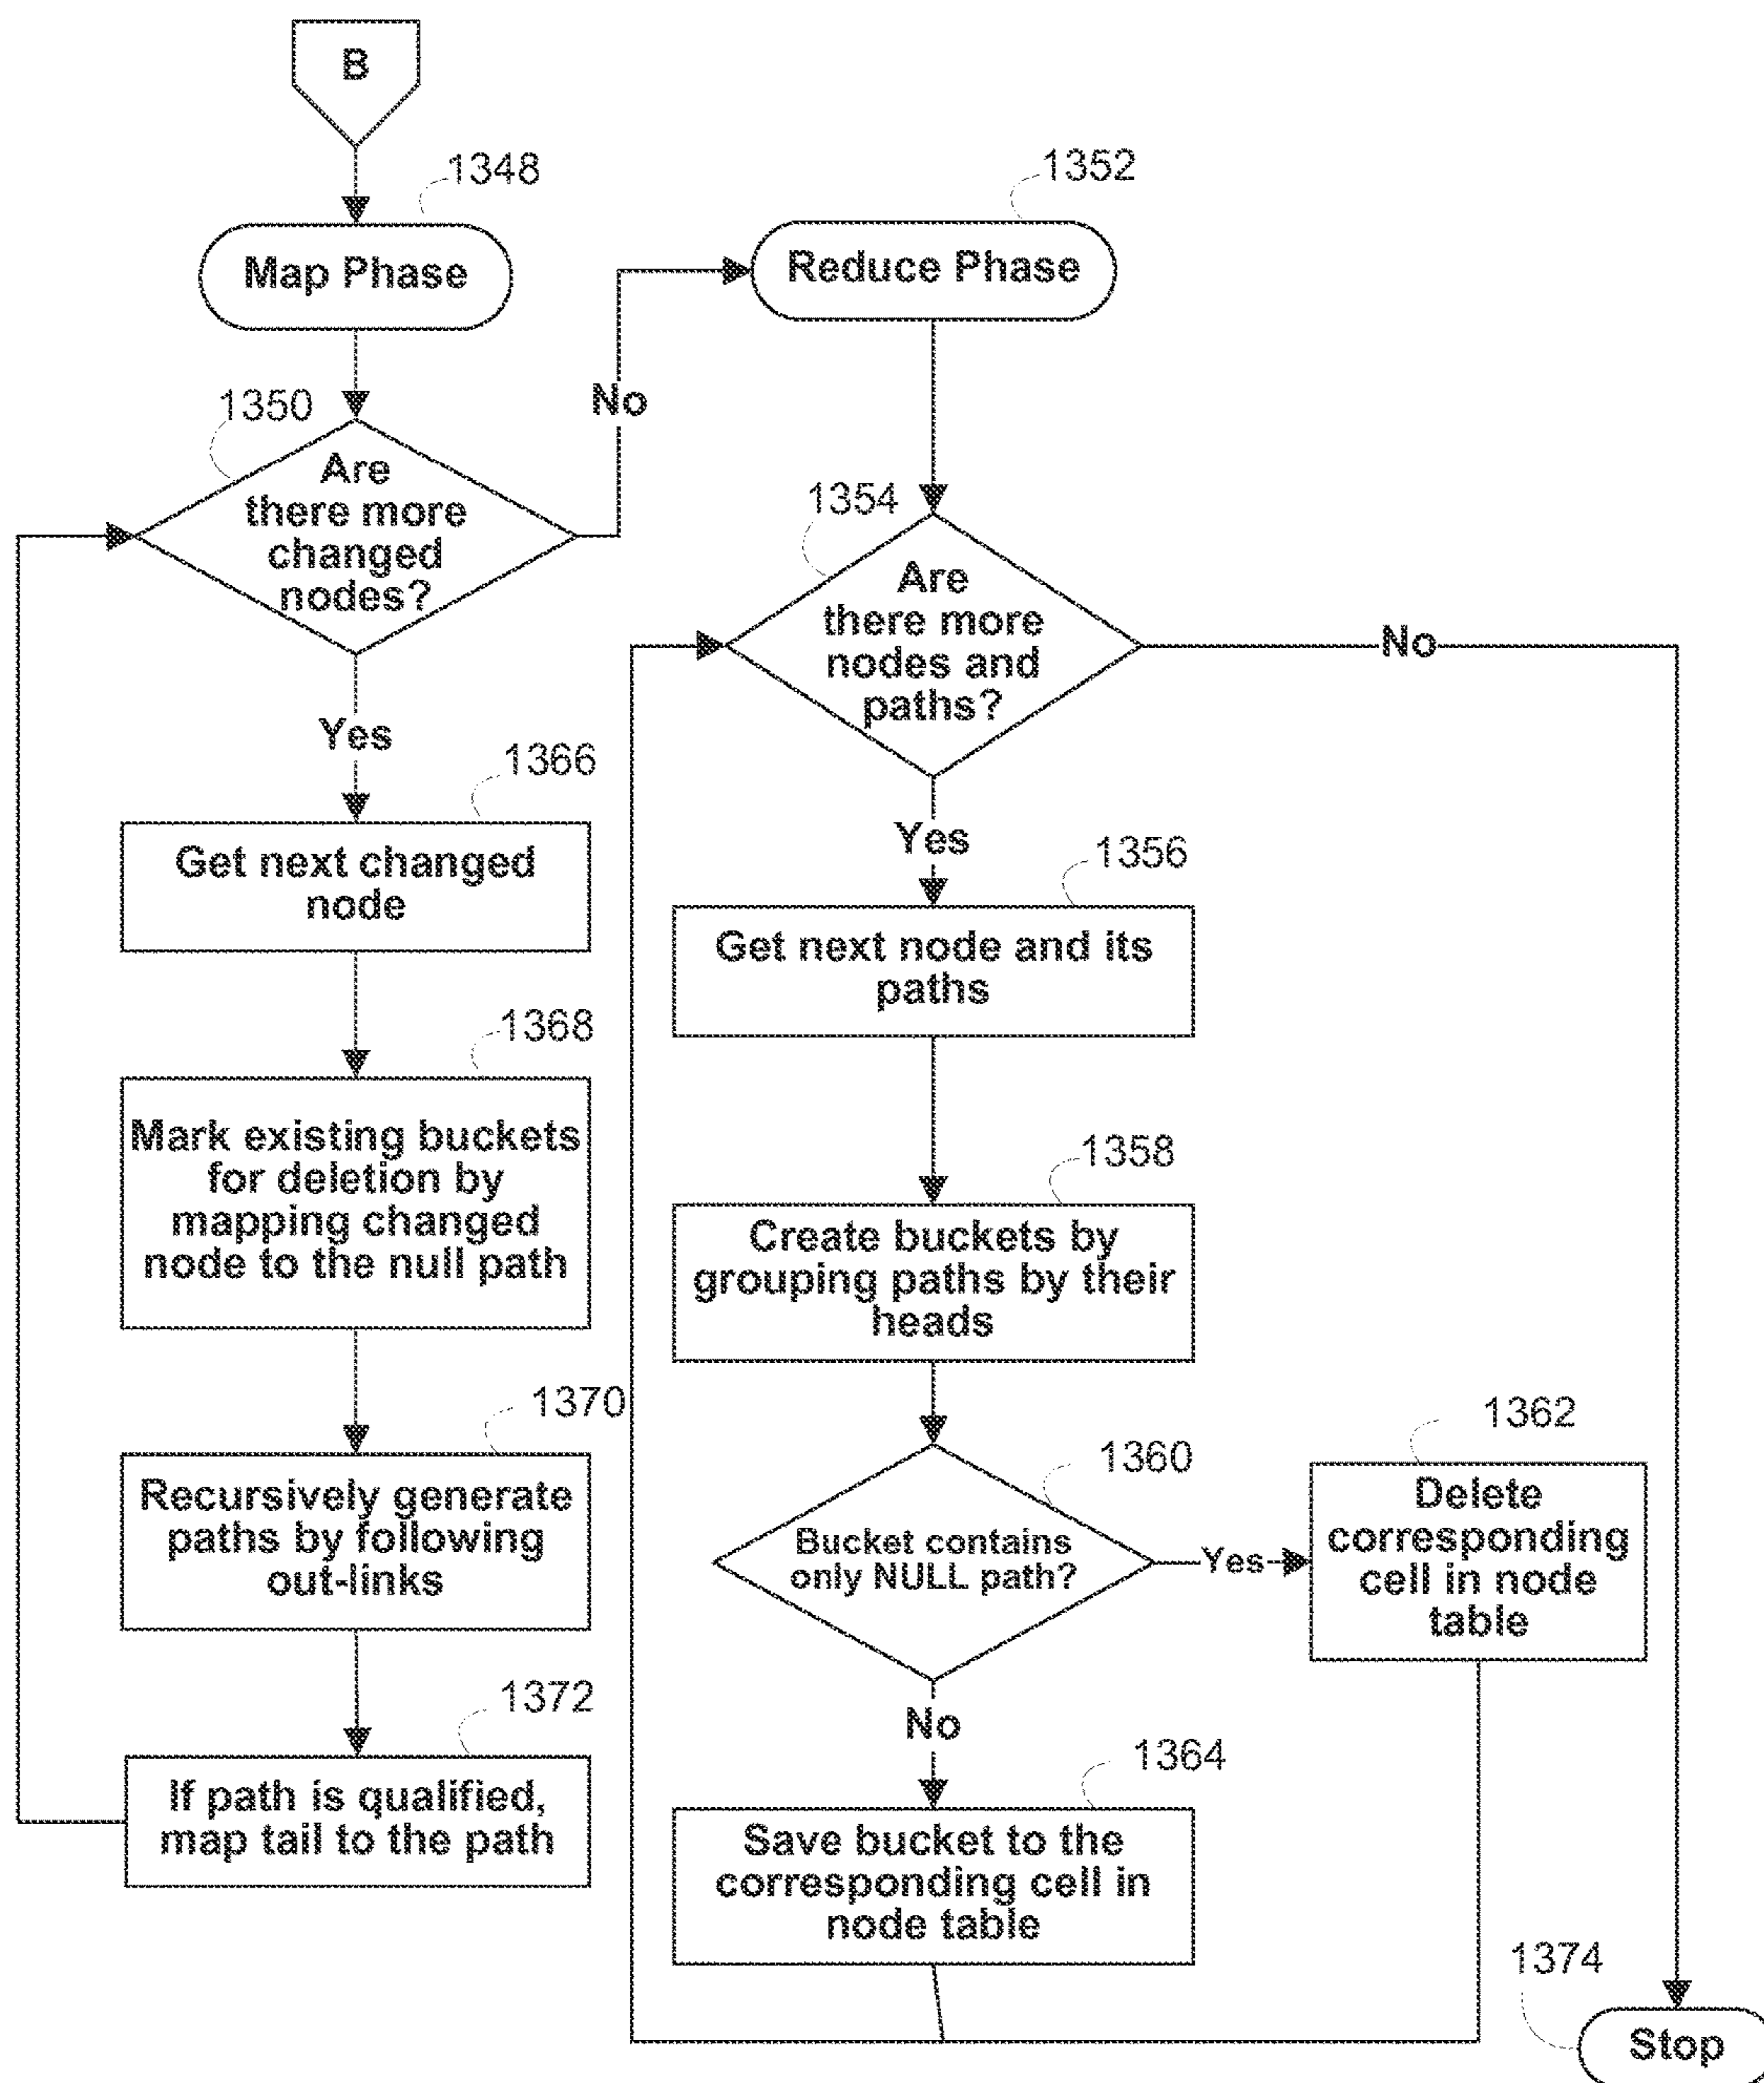 B
1348
Map Phase
1350
Are
there more
changed
nodes?
No
Yes
1366
Get next changed
node
1368
Mark existing buckets
for deletion by
mapping changed
node to the null path
1370
Recursively generate
paths by following
out-links
1372
If path is qualified,
map tail to the path
1352
Reduce Phase
1354
Are
there more
nodes and
paths?
No
Yes
1356
Get next node and its
paths
1358
Create buckets by
grouping paths by their
heads
1360
Bucket contains
only NULL path?
Yes
1362
Delete
corresponding
cell in node
table
No
1364
Save bucket to the
corresponding cell in
node table
1374
Stop